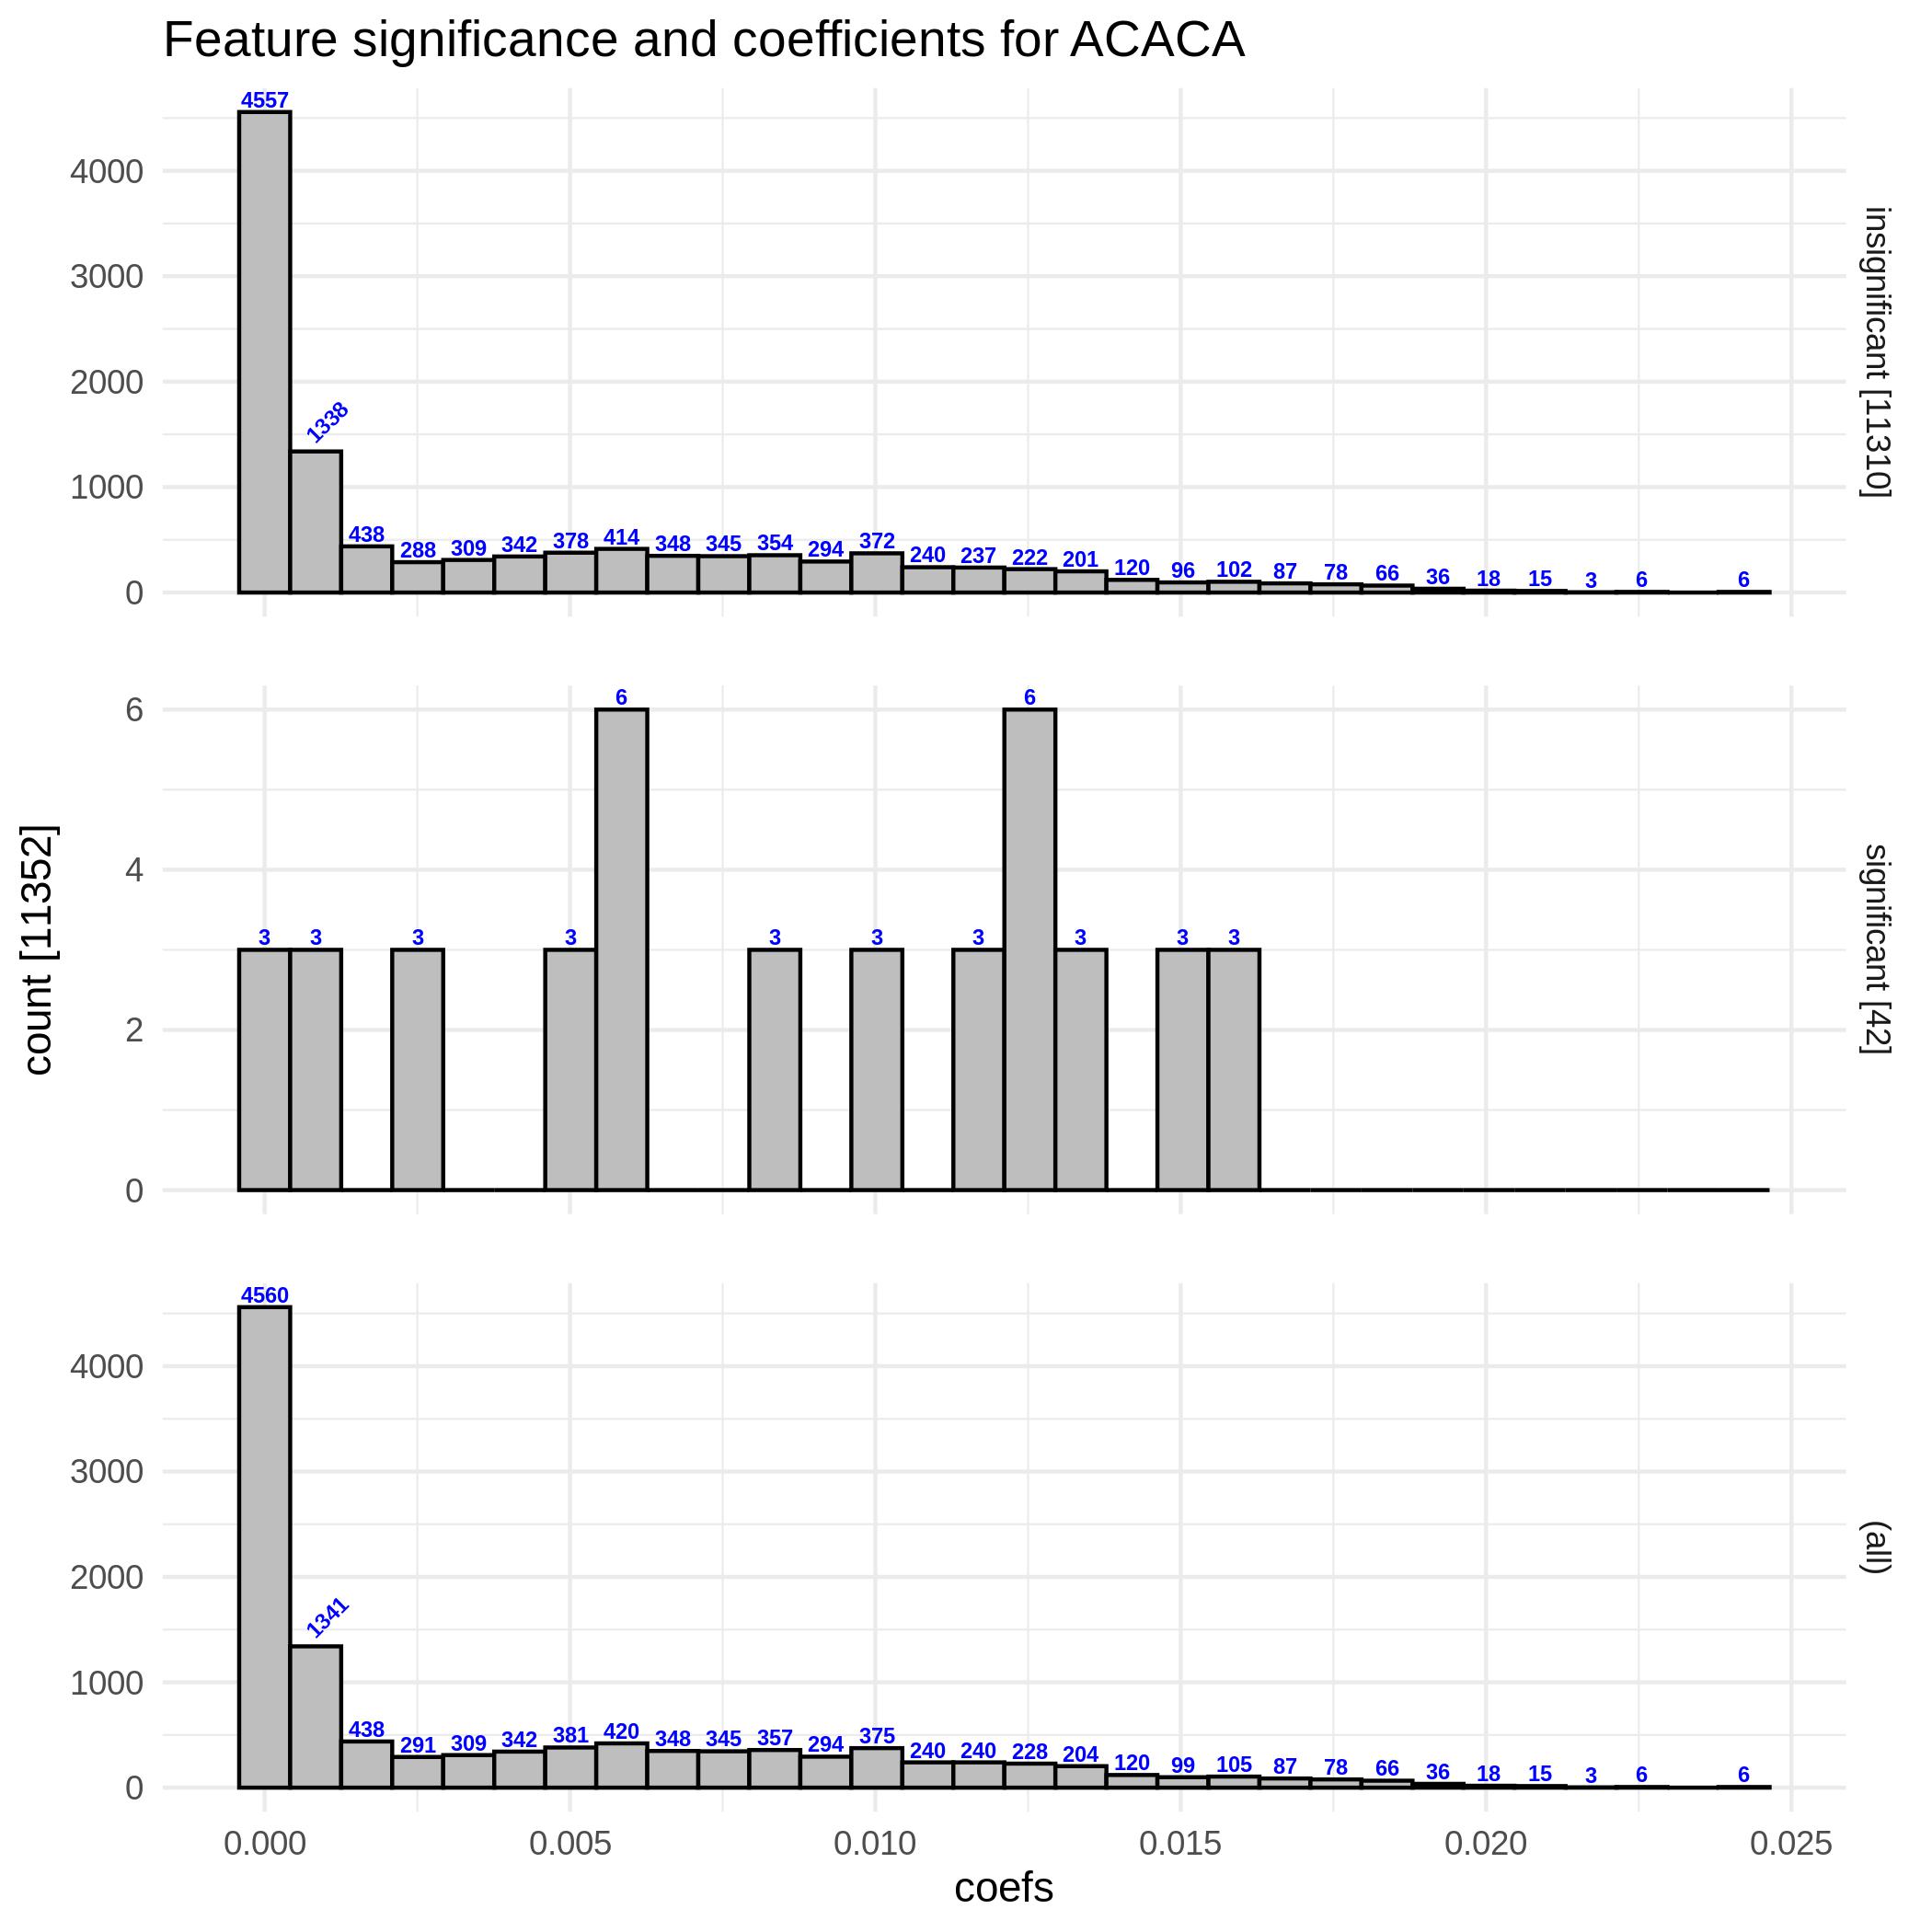 Feature significance and coefficients for ACACA
4557
1338
438 288 309 342 378 414 348 345 354 294 372 240 237 222 201 120 96 102 87 78 66 36 18 15 3 6 6
4000
3000
2000
1000
0
insignificant [11310]
count [11352]
3 3 3 3 6 3 3 3 6 3 3 3
6
4
2
0
significant [42]
4560
1341
438 291 309 342 381 420 348 345 357 294 375 240 240 228 204 120 99 105 87 78 66 36 18 15 3 6 6
4000
3000
2000
1000
0
(all)
0.000 0.005 0.010 0.015 0.020 0.025
coefs